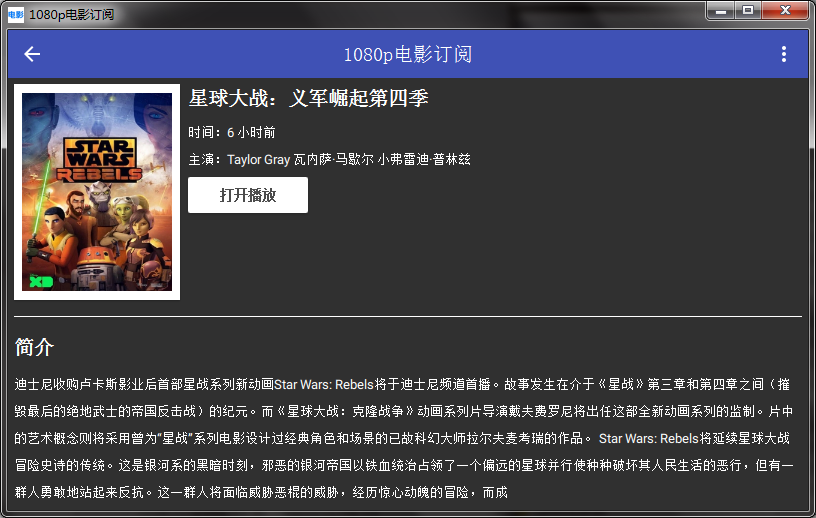 电影 1080p电影订阅
1080p电影订阅
STAR WARS
REBELS
XD
星球大战：义军崛起第四季
时间：6 小时前
主演：Taylor Gray 瓦内萨·马歇尔 小弗雷迪·普林兹
打开播放
简介
迪士尼收购卢卡斯影业后首部星战系列新动画Star Wars: Rebels将于迪士尼频道首播。故事发生在介于《星战》第三章和第四章之间（摧
毁最后的绝地武士的帝国反击战）的纪元。而《星球大战：克隆战争》动画系列片导演戴夫费罗尼将出任这部全新动画系列的监制。片中
的艺术概念则将采用曾为“星战”系列电影设计过经典角色和场景的已故科幻大师拉尔夫麦考瑞的作品。 Star Wars: Rebels将延续星球大战
冒险史诗的传统。这是银河系的黑暗时刻，邪恶的银河帝国以铁血统治占领了一个偏远的星球并行使种种破坏其人民生活的恶行，但有一
群人勇敢地站起来反抗。这一群人将面临威胁恶棍的威胁，经历惊心动魄的冒险，而成